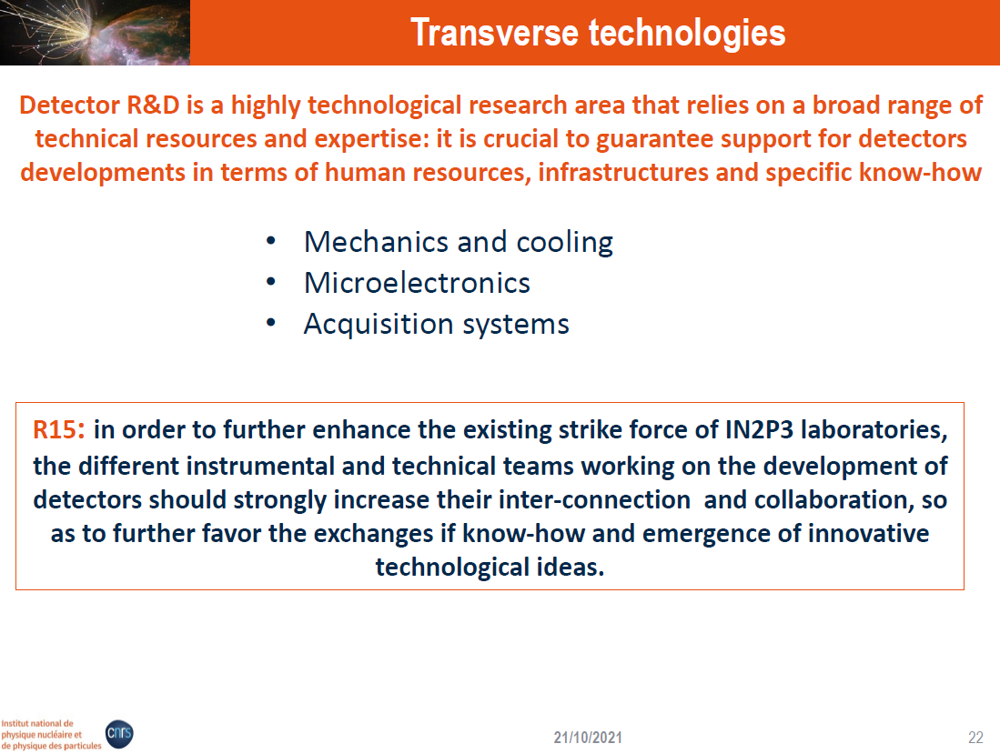 Transverse technologies
Detector R&D is a highly technological research area that relies on a broad range of
technical resources and expertise: it is crucial to guarantee support for detectors
developments in terms of human resources, infrastructures and specific know-how
• Mechanics and cooling
• Microelectronics
• Acquisition systems
R15: in order to further enhance the existing strike force of IN2P3 laboratories,
the different instrumental and technical teams working on the development of
detectors should strongly increase their inter-connection  and collaboration, so
as to further favor the exchanges if know-how and emergence of innovative
technological ideas.
Institut national de
physique nucléaire et
de physique des particules
cnrs
21/10/2021
22